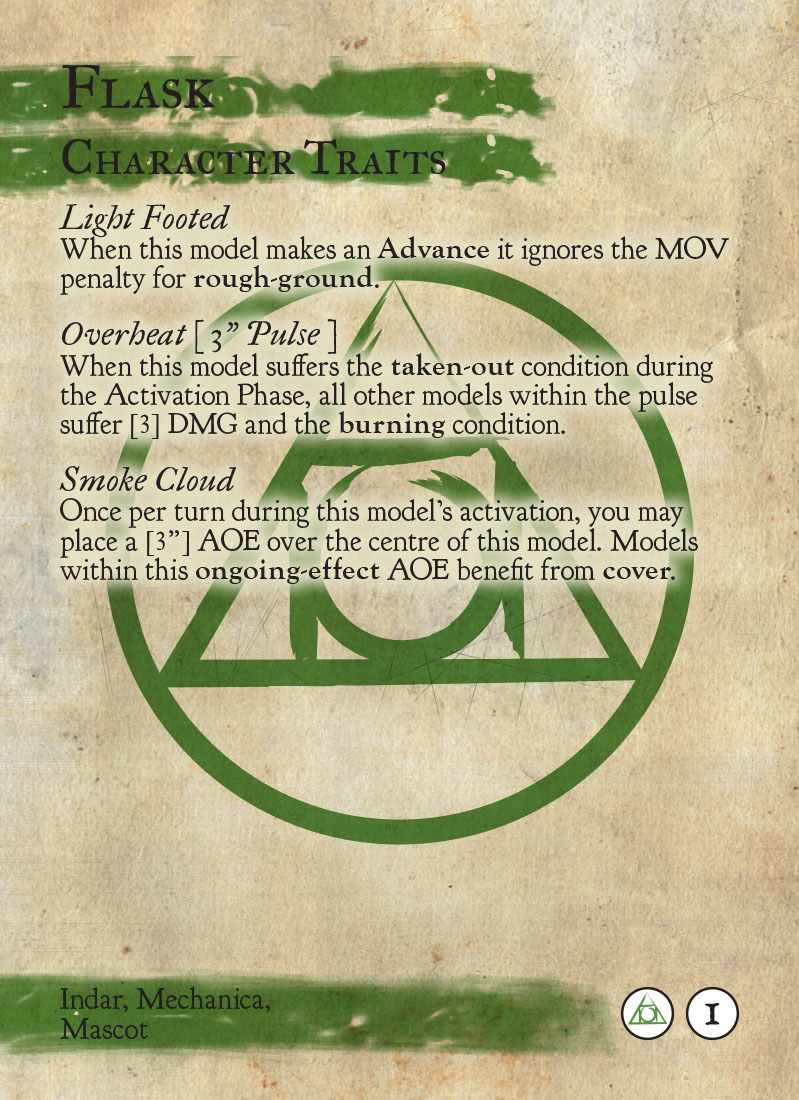 Flask
Character Traits
Light Footed
When this model makes an Advance it ignores the MOV
penalty for rough-ground.
Overheat [ 3” Pulse ]
When this model suffers the taken-out condition during
the Activation Phase, all other models within the pulse
suffer [3] DMG and the burning condition.
Smoke Cloud
Once per turn during this model’s activation, you may
place a [3”] AOE over the centre of this model. Models
within this ongoing-effect AOE benefit from cover.
Indar, Mechanica,
Mascot
1